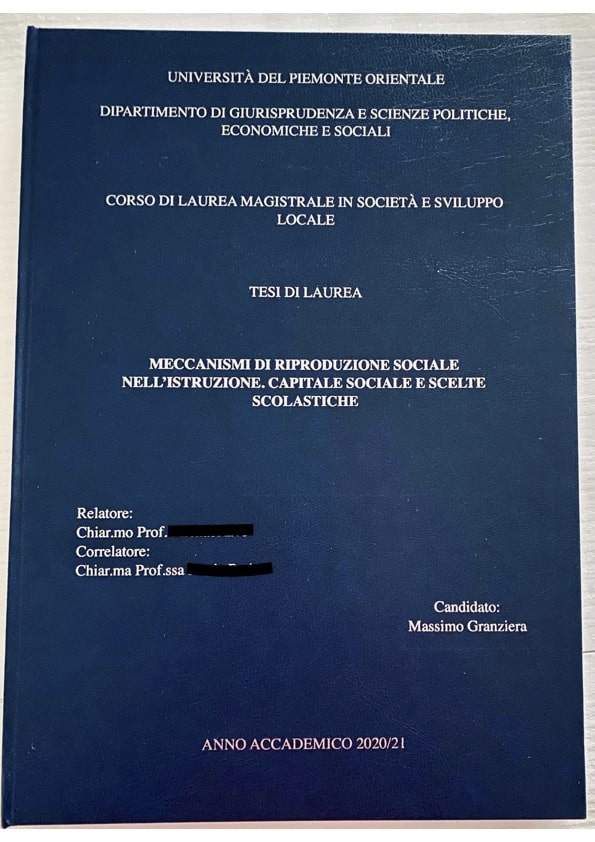 UNIVERSITÀ DEL PIEMONTE ORIENTALE
DIPARTIMENTO DI GIURISPRUDENZA E SCIENZE POLITICHE,
ECONOMICHE E SOCIALI
CORSO DI LAUREA MAGISTRALE IN SOCIETÀ E SVILUPPO
LOCALE
TESI DI LAUREA
MECCANISMI DI RIPRODUZIONE SOCIALE
NELL'ISTRUZIONE. CAPITALE SOCIALE E SCELTE
SCOLASTICHE
Relatore:
Chiar.mo Prof.
Correlatore:
Chiar.ma Prof.ssa
Candidato:
Massimo Granziera
ANNO ACCADEMICO 2020/21